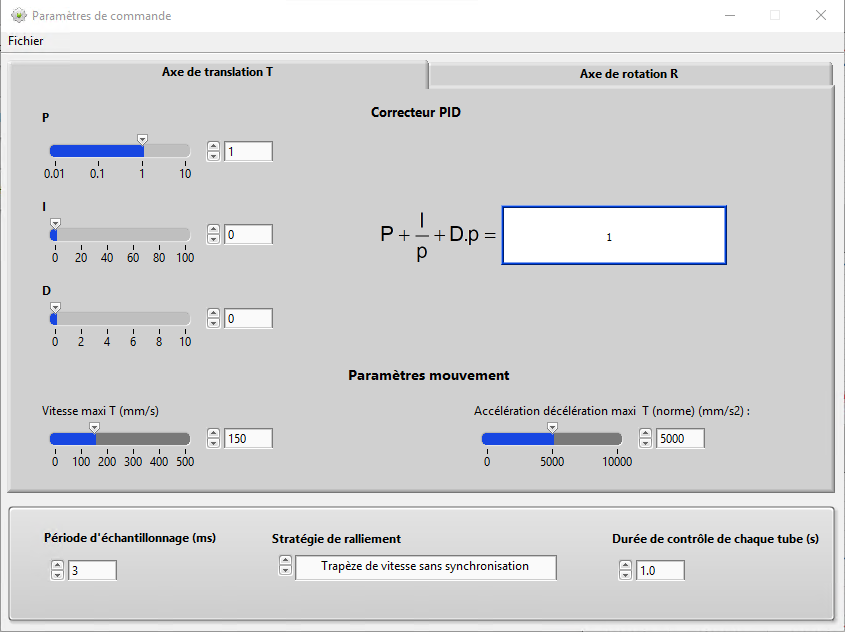 Paramètres de commande
Fichier
Axe de translation T
Axe de rotation R
P
Correcteur PID
1
0.01 0.1 1 10
I
0
0 20 40 60 80 100
P + I/p + D.p = 1
D
0
0 2 4 6 8 10
Paramètres mouvement
Vitesse maxi T (mm/s)
150
0 100 200 300 400 500
Accélération décélération maxi T (norme) (mm/s2) :
5000
0 5000 10000
Période d'échantillonnage (ms)
3
Stratégie de ralliement
Trapèze de vitesse sans synchronisation
Durée de contrôle de chaque tube (s)
1.0